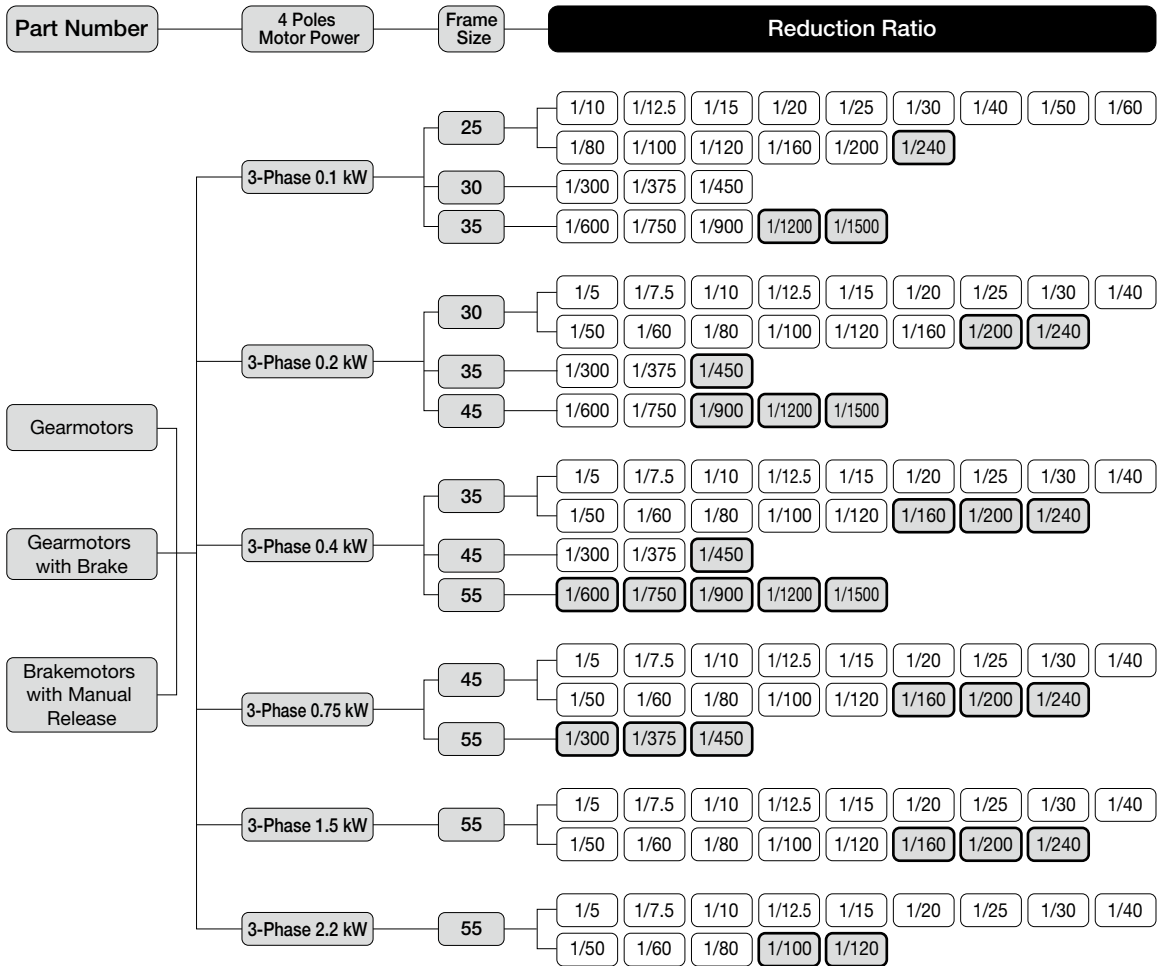 Part Number
4 Poles
Motor Power
Frame
Size
Reduction Ratio
Gearmotors
Gearmotors
with Brake
Brakemotors
with Manual
Release
3-Phase 0.1 kW
25
1/10 1/12.5 1/15 1/20 1/25 1/30 1/40 1/50 1/60
1/80 1/100 1/120 1/160 1/200 1/240
30
1/300 1/375 1/450
35
1/600 1/750 1/900 1/1200 1/1500
3-Phase 0.2 kW
30
1/5 1/7.5 1/10 1/12.5 1/15 1/20 1/25 1/30 1/40
1/50 1/60 1/80 1/100 1/120 1/160 1/200 1/240
35
1/300 1/375 1/450
45
1/600 1/750 1/900 1/1200 1/1500
3-Phase 0.4 kW
35
1/5 1/7.5 1/10 1/12.5 1/15 1/20 1/25 1/30 1/40
1/50 1/60 1/80 1/100 1/120 1/160 1/200 1/240
45
1/300 1/375 1/450
55
1/600 1/750 1/900 1/1200 1/1500
3-Phase 0.75 kW
45
1/5 1/7.5 1/10 1/12.5 1/15 1/20 1/25 1/30 1/40
1/50 1/60 1/80 1/100 1/120 1/160 1/200 1/240
55
1/300 1/375 1/450
3-Phase 1.5 kW
55
1/5 1/7.5 1/10 1/12.5 1/15 1/20 1/25 1/30 1/40
1/50 1/60 1/80 1/100 1/120 1/160 1/200 1/240
3-Phase 2.2 kW
55
1/5 1/7.5 1/10 1/12.5 1/15 1/20 1/25 1/30 1/40
1/50 1/60 1/80 1/100 1/120